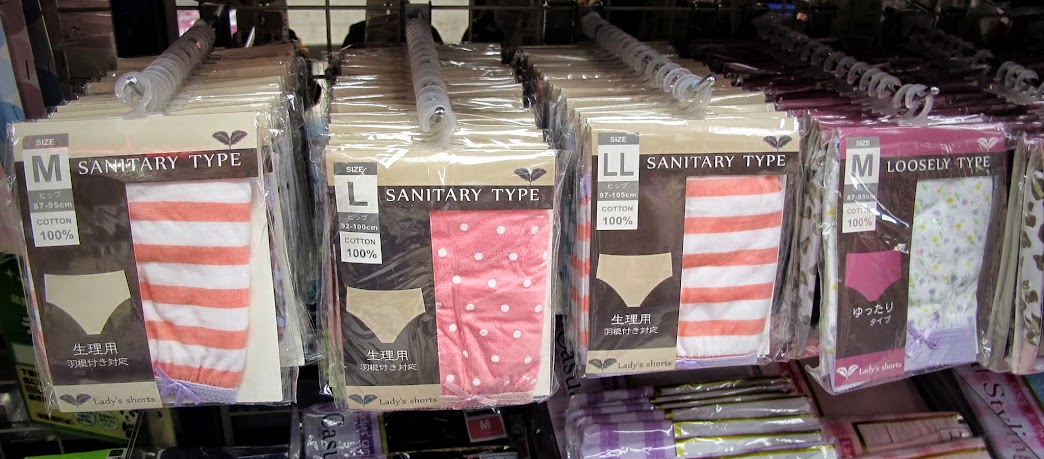 SIZE
M
ヒップ
87-95cm
COTTON
100%
SANITARY TYPE
生理用
羽根付き対応
Lady's shorts
SIZE
L
ヒップ
92-100cm
COTTON
100%
SANITARY TYPE
生理用
羽根付き対応
Lady's shorts
SIZE
LL
ヒップ
97-105cm
COTTON
100%
SANITARY TYPE
生理用
羽根付き対応
Lady's shorts
SIZE
M
ヒップ
87-95cm
COTTON
100%
LOOSELY TYPE
ゆったり
タイプ
Lady's shorts
M